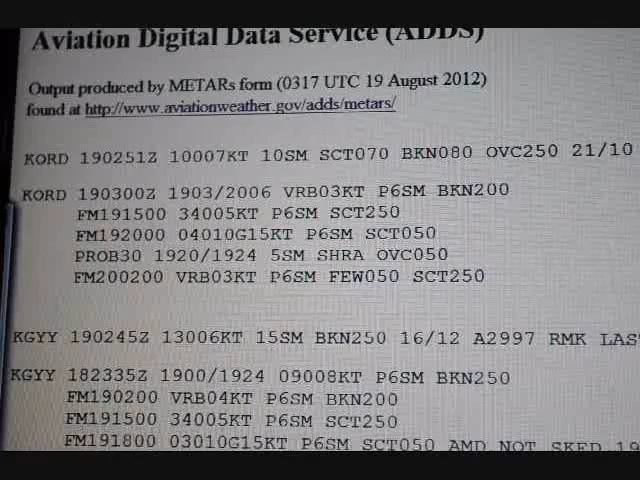 Aviation Digital Data Service (ADDS)
Output produced by METARs form (0317 UTC 19 August 2012)
found at http://www.aviationweather.gov/adds/metars/
KORD 190251Z 10007KT 10SM SCT070 BKN080 OVC250 21/10
KORD 190300Z 1903/2006 VRB03KT P6SM BKN200
FM191500 34005KT P6SM SCT250
FM192000 04010G15KT P6SM SCT050
PROB30 1920/1924 5SM SHRA OVC050
FM200200 VRB03KT P6SM FEW050 SCT250
KGYY 190245Z 13006KT 15SM BKN250 16/12 A2997 RMK LAS
KGYY 182335Z 1900/1924 09008KT P6SM BKN250
FM190200 VRB04KT P6SM BKN200
FM191500 34005KT P6SM SCT250
FM191800 03010G15KT P6SM SCT050 AMD NOT SKED 19